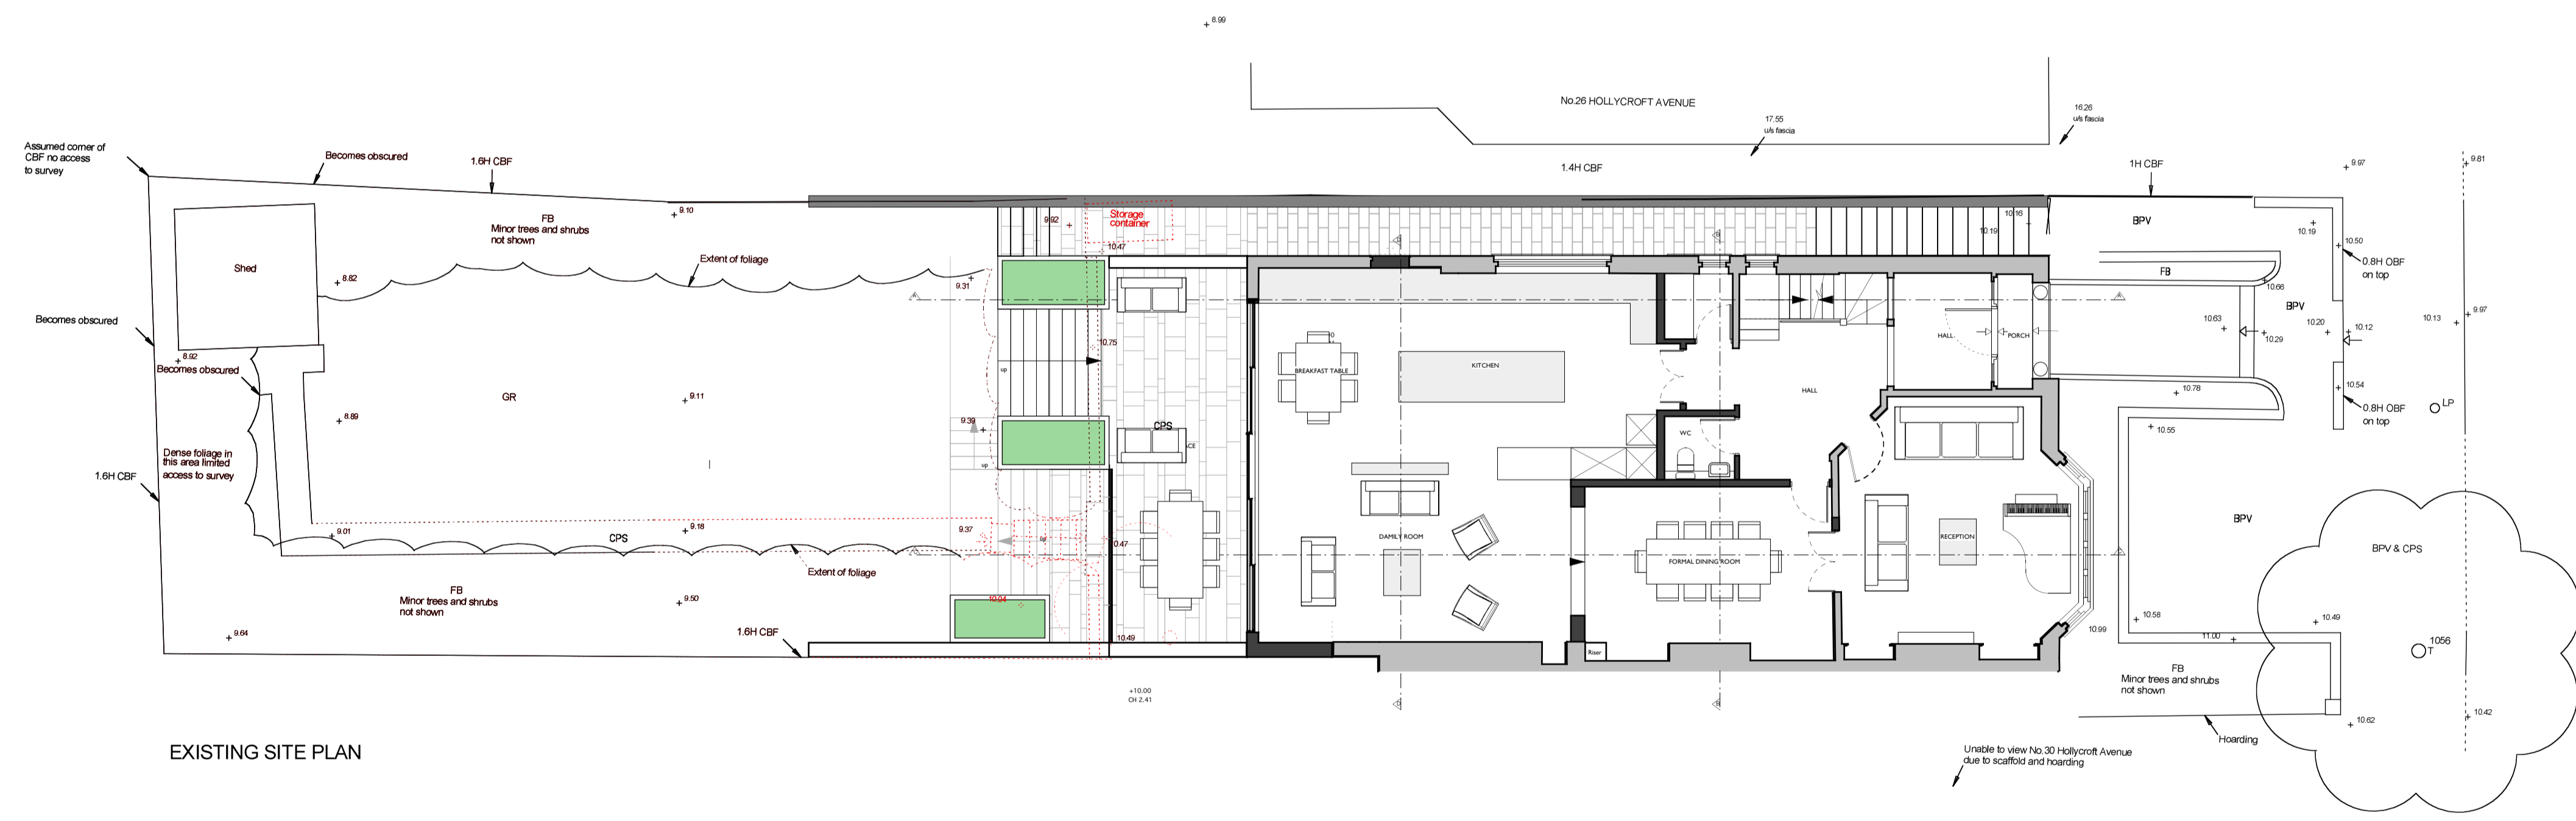 8.99
No.26 HOLLYCROFT AVENUE
17.55
u/s fascia
16.26
u/s fascia
Assumed corner of
CBF no access
to survey
Becomes obscured
1.6H CBF
1.4H CBF
1H CBF
9.97
9.81
FB
Minor trees and shrubs
not shown
9.10
9.92
Storage
container
10.47
10.16
10.19
BPV
10.19
10.50
0.8H OBF
on top
Shed
Extent of foliage
8.82
9.31
FB
10.66
BPV
Becomes obscured
10.75
HALL
PORCH
10.63
10.29
10.20
10.12
10.13
9.97
8.92
Becomes obscured
up
BREAKFAST TABLE
KITCHEN
HALL
10.78
10.54
0.8H OBF
on top
LP
GR
9.11
8.89
9.39
CPS
CE
WC
10.55
up
Dense foliage in
this area limited
access to survey
1.6H CBF
9.01
9.18
9.37
up
10.47
CPS
DAMILY ROOM
FORMAL DINING ROOM
RECEPTION
BPV
BPV & CPS
Extent of foliage
FB
Minor trees and shrubs
not shown
9.50
10.04
9.64
1.6H CBF
10.49
Riser
10.99
10.58
11.00
10.49
1056
T
FB
Minor trees and shrubs
not shown
+10.00
CH 2.41
10.62
10.42
Hoarding
EXISTING SITE PLAN
Unable to view No.30 Hollycroft Avenue
due to scaffold and hoarding